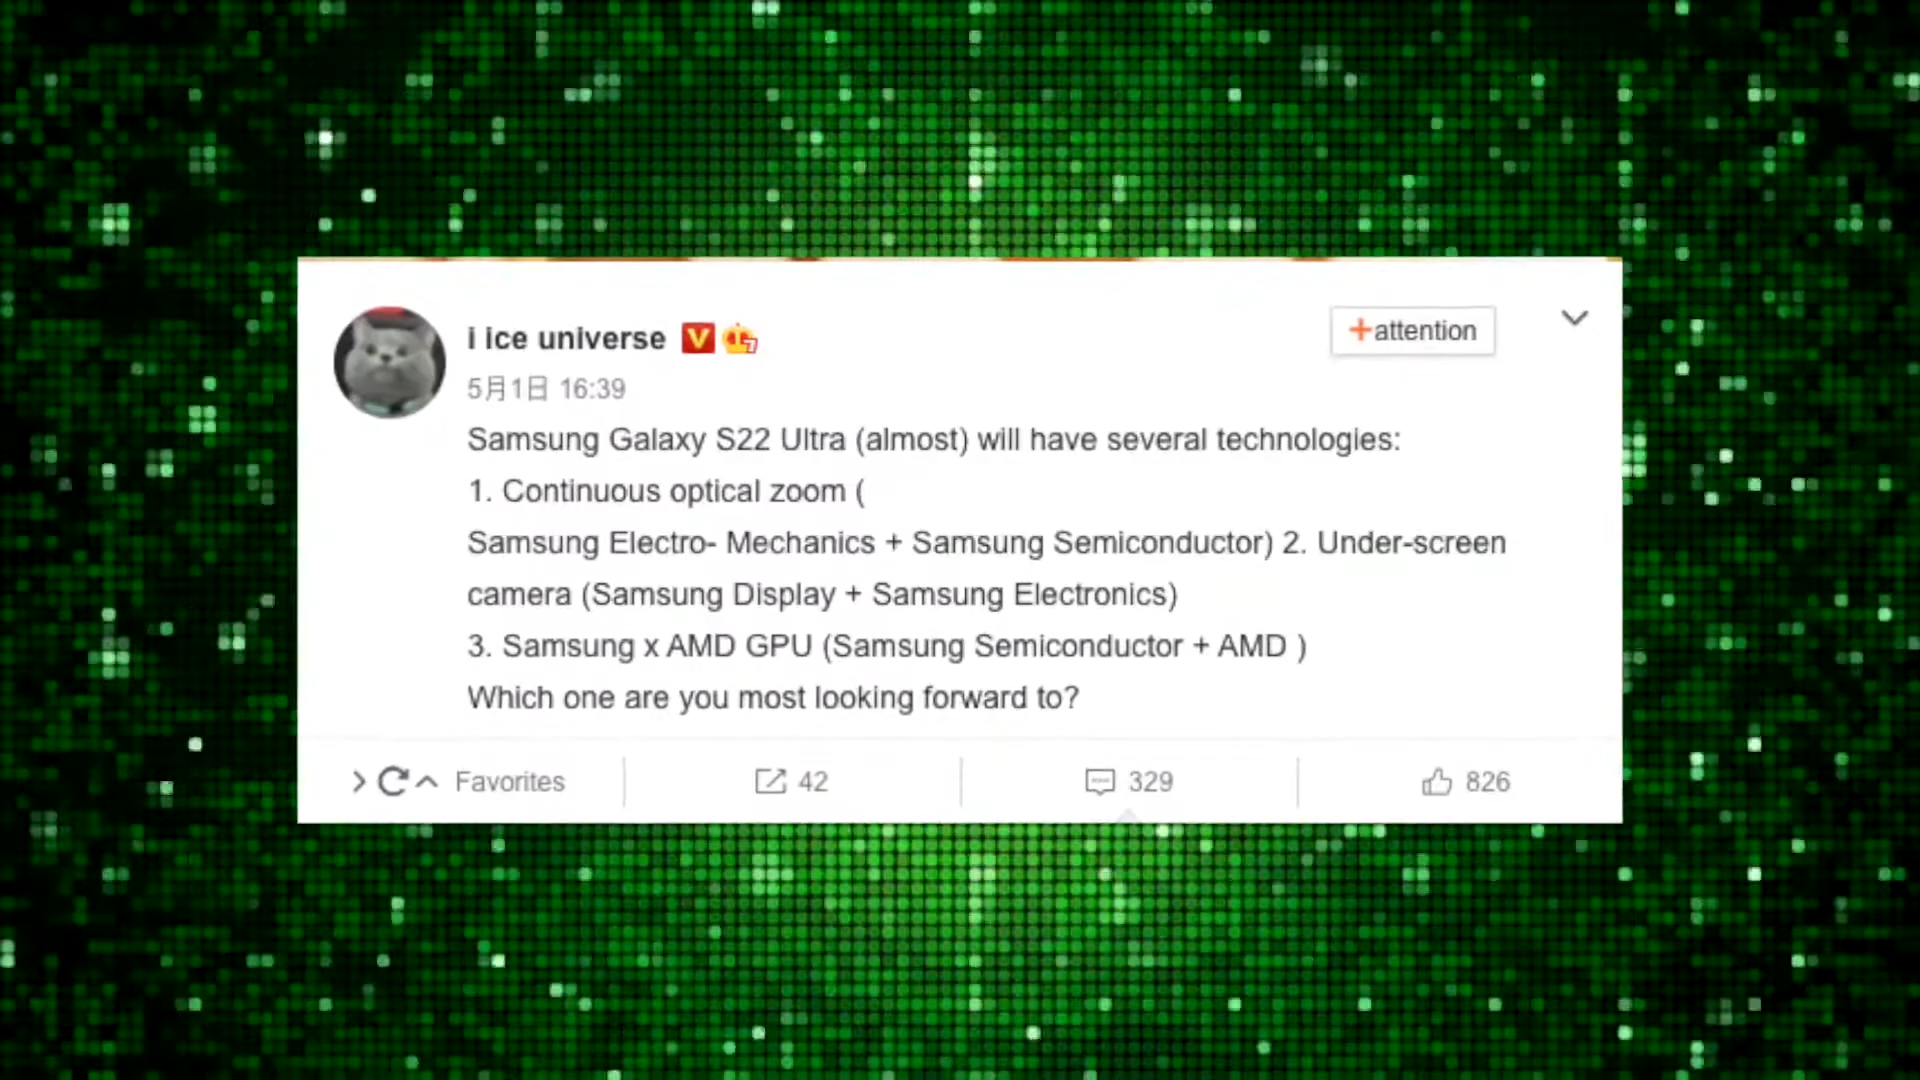 i ice universe
+attention
5月1日 16:39
Samsung Galaxy S22 Ultra (almost) will have several technologies:
1. Continuous optical zoom (
Samsung Electro- Mechanics + Samsung Semiconductor) 2. Under-screen
camera (Samsung Display + Samsung Electronics)
3. Samsung x AMD GPU (Samsung Semiconductor + AMD )
Which one are you most looking forward to?
Favorites 42 329 826